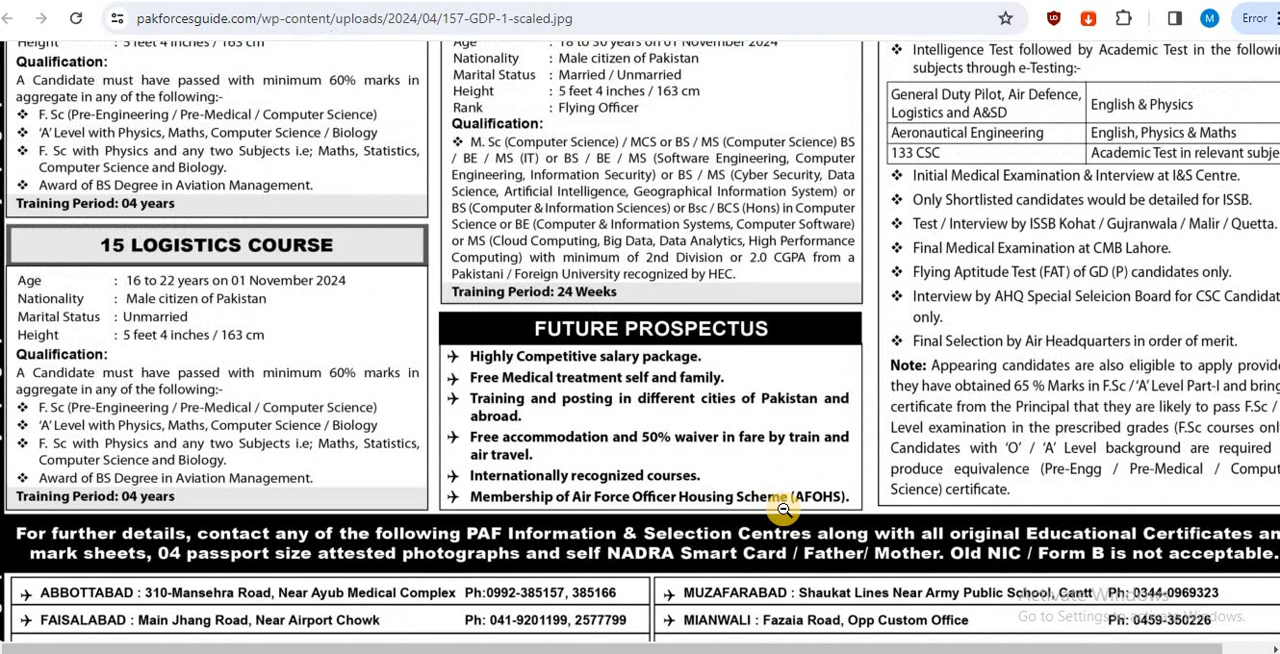 pakforcesguide.com/wp-content/uploads/2024/04/157-GDP-1-scaled.jpg
M
Error
Height : 5 feet 4 inches / 163 cm
Qualification:
A Candidate must have passed with minimum 60% marks in
aggregate in any of the following:-
❖ F. Sc (Pre-Engineering / Pre-Medical / Computer Science)
❖ ‘A’ Level with Physics, Maths, Computer Science / Biology
❖ F. Sc with Physics and any two Subjects i.e; Maths, Statistics,
Computer Science and Biology.
❖ Award of BS Degree in Aviation Management.
Training Period: 04 years
15 LOGISTICS COURSE
Age : 16 to 22 years on 01 November 2024
Nationality : Male citizen of Pakistan
Marital Status : Unmarried
Height : 5 feet 4 inches / 163 cm
Qualification:
A Candidate must have passed with minimum 60% marks in
aggregate in any of the following:-
❖ F. Sc (Pre-Engineering / Pre-Medical / Computer Science)
❖ ‘A’ Level with Physics, Maths, Computer Science / Biology
❖ F. Sc with Physics and any two Subjects i.e; Maths, Statistics,
Computer Science and Biology.
❖ Award of BS Degree in Aviation Management.
Training Period: 04 years
Age : 18 to 30 years on 01 November 2024
Nationality : Male citizen of Pakistan
Marital Status : Married / Unmarried
Height : 5 feet 4 inches / 163 cm
Rank : Flying Officer
Qualification:
❖ M. Sc (Computer Science) / MCS or BS / MS (Computer Science) BS
/ BE / MS (IT) or BS / BE / MS (Software Engineering, Computer
Engineering, Information Security) or BS / MS (Cyber Security, Data
Science, Artificial Intelligence, Geographical Information System) or
BS (Computer & Information Sciences) or Bsc / BCS (Hons) in Computer
Science or BE (Computer & Information Systems, Computer Software)
or MS (Cloud Computing, Big Data, Data Analytics, High Performance
Computing) with minimum of 2nd Division or 2.0 CGPA from a
Pakistani / Foreign University recognized by HEC.
Training Period: 24 Weeks
FUTURE PROSPECTUS
Highly Competitive salary package.
Free Medical treatment self and family.
Training and posting in different cities of Pakistan and
abroad.
Free accommodation and 50% waiver in fare by train and
air travel.
Internationally recognized courses.
Membership of Air Force Officer Housing Scheme (AFOHS).
❖ Intelligence Test followed by Academic Test in the
subjects through e-Testing:-
General Duty Pilot, Air Defence, English & Physics
Logistics and A&SD
Aeronautical Engineering English, Physics & Maths
133 CSC Academic Test in relevant
❖ Initial Medical Examination & Interview at I&S Centre.
❖ Only Shortlisted candidates would be detailed for ISSB.
❖ Test / Interview by ISSB Kohat / Gujranwala / Malir / Quetta.
❖ Final Medical Examination at CMB Lahore.
❖ Flying Aptitude Test (FAT) of GD (P) candidates only.
❖ Interview by AHQ Special Seleicion Board for CSC
only.
❖ Final Selection by Air Headquarters in order of merit.
Note: Appearing candidates are also eligible to apply
they have obtained 65 % Marks in F.Sc / ‘A’ Level Part-I and
certificate from the Principal that they are likely to pass F.Sc /
Level examination in the prescribed grades (F.Sc courses
Candidates with ‘O’ / ‘A’ Level background are required
produce equivalence (Pre-Engg / Pre-Medical /
Science) certificate.
For further details, contact any of the following PAF Information & Selection Centres along with all original Educational Certificates
mark sheets, 04 passport size attested photographs and self NADRA Smart Card / Father/ Mother. Old NIC / Form B is not acceptable.
ABBOTTABAD : 310-Mansehra Road, Near Ayub Medical Complex Ph:0992-385157, 385166
FAISALABAD : Main Jhang Road, Near Airport Chowk Ph: 041-9201199, 2577799
MUZAFARABAD : Shaukat Lines Near Army Public School, Cantt Ph: 0344-0969323
MIANWALI : Fazaia Road, Opp Custom Office Ph: 0459-350226
Activate Windows
Go to Settings to activate Windows.